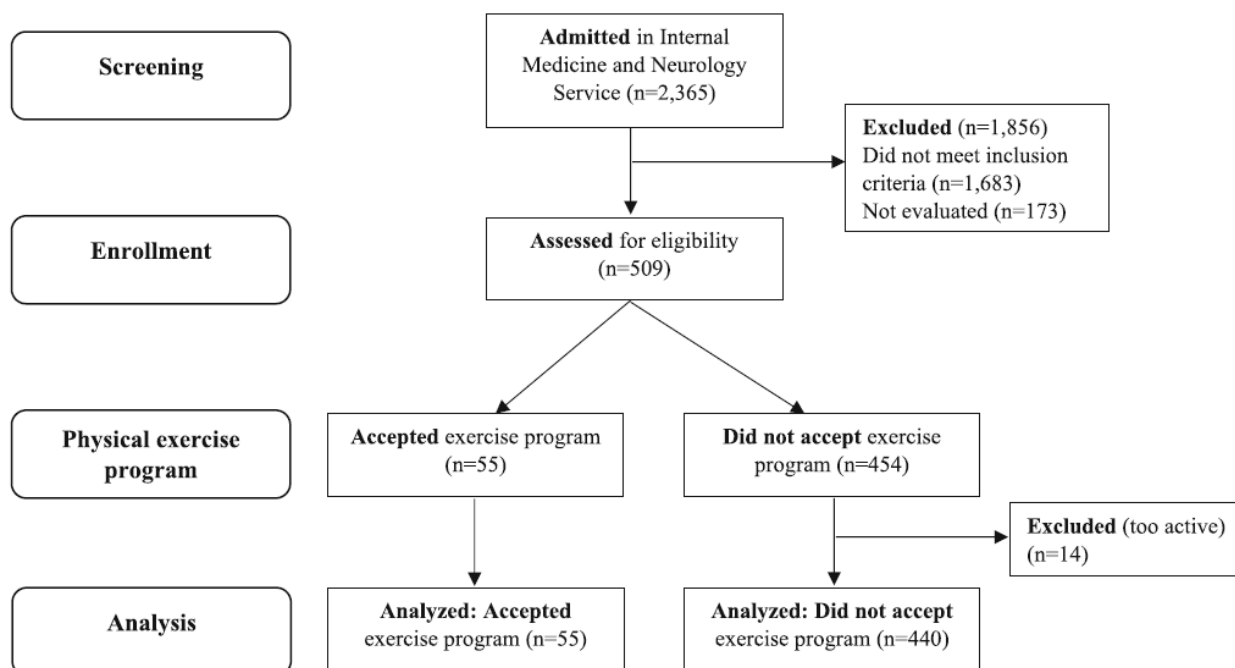 Screening
Admitted in Internal
Medicine and Neurology
Service (n=2,365)
Excluded (n=1,856)
Did not meet inclusion
criteria (n=1,683)
Not evaluated (n=173)
Enrollment
Assessed for eligibility
(n=509)
Physical exercise
program
Accepted exercise program
(n=55)
Did not accept exercise
program (n=454)
Excluded (too active)
(n=14)
Analysis
Analyzed: Accepted
exercise program (n=55)
Analyzed: Did not accept
exercise program (n=440)